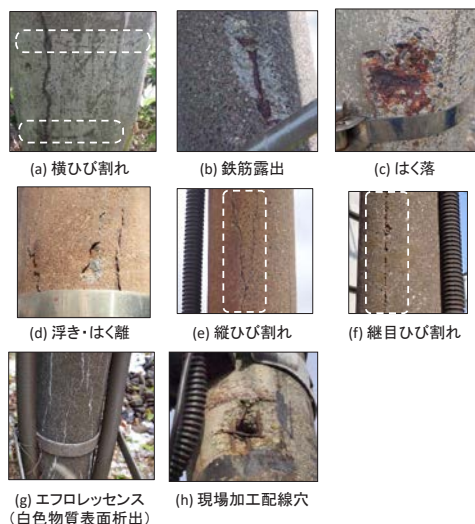 (a) 横ひび割れ
(b) 鉄筋露出
(c) はく落
(d) 浮き・はく離
(e) 縦ひび割れ
(f) 継目ひび割れ
(g) エフロレッセンス
（白色物質表面析出）
(h) 現場加工配線穴